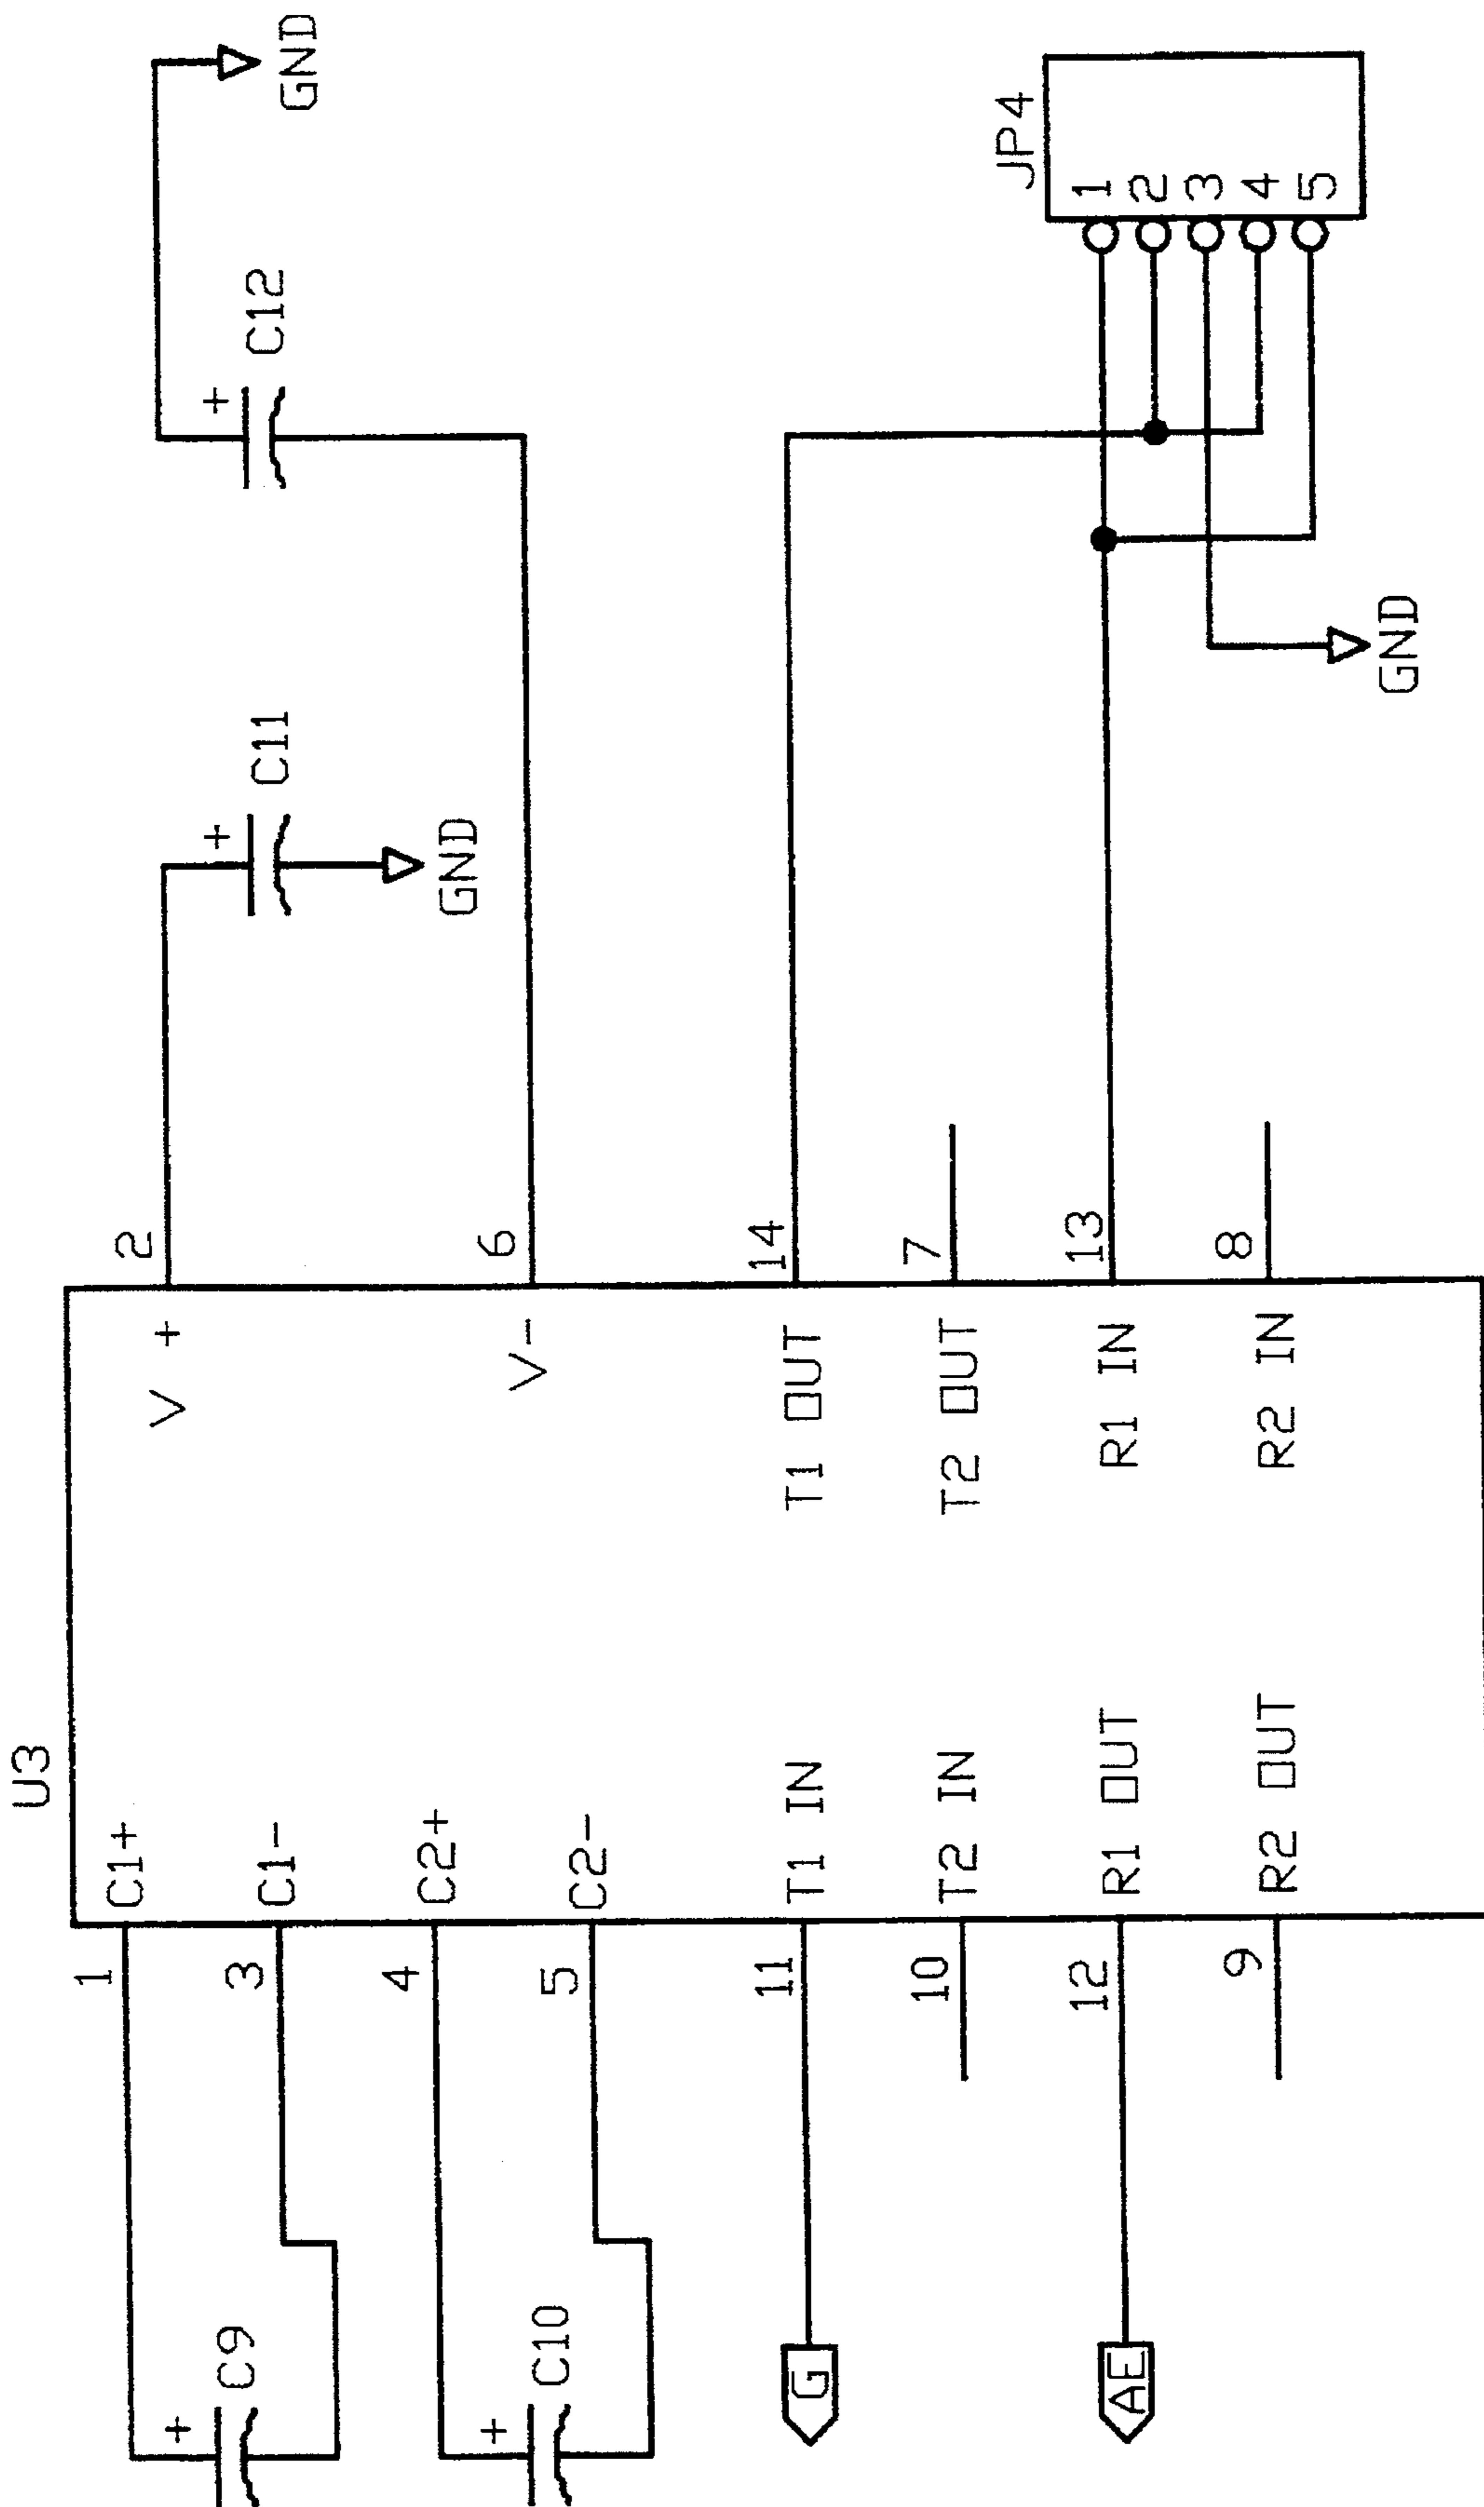 U3
C1+
C1-
C2+
C2-
T1 IN
T2 IN
R1 OUT
R2 OUT
V +
V-
T1 OUT
T2 OUT
R1 IN
R2 IN
1
3
4
5
11
10
12
9
2
6
14
7
13
8
C9
+
C10
+
G
AE
C11
+
GND
C12
+
GND
JP4
1
2
3
4
5
GND